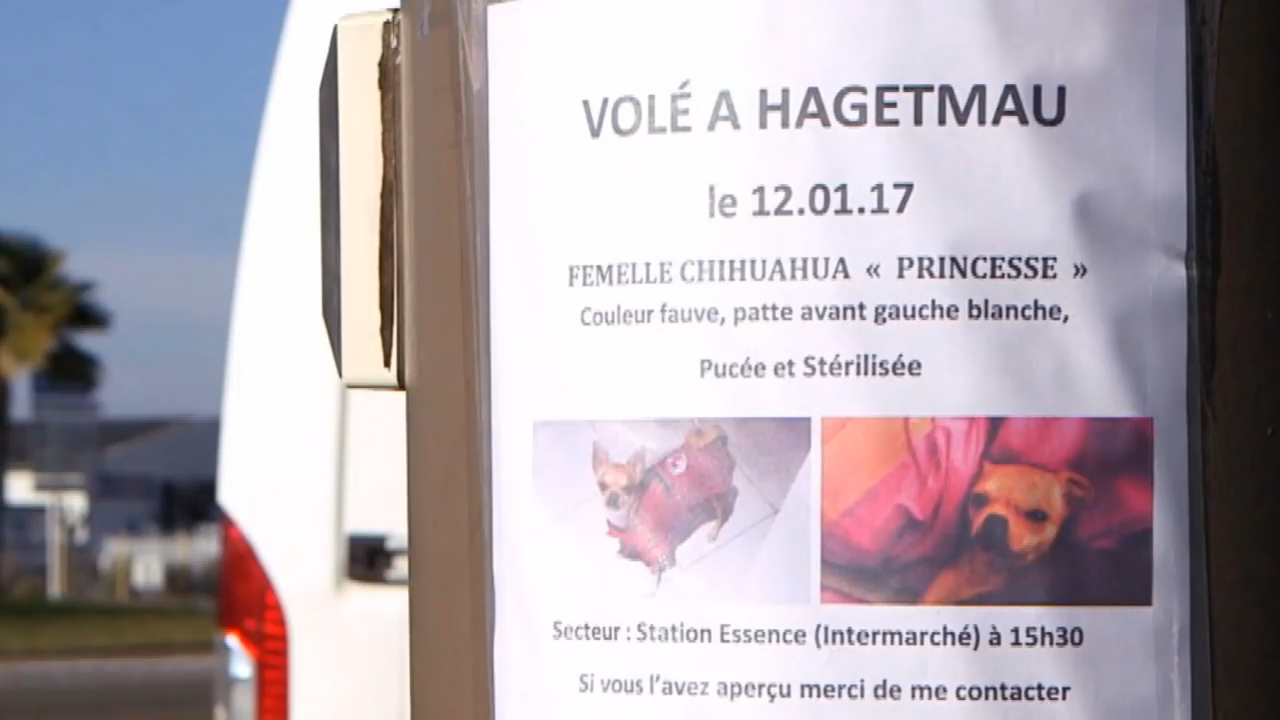 VOLÉ A HAGETMAU
le 12.01.17
FEMELLE CHIHUAHUA « PRINCESSE »
Couleur fauve, patte avant gauche blanche,
Pucée et Stérilisée
Secteur : Station Essence (Intermarché) à 15h30
Si vous l'avez aperçu merci de me contacter